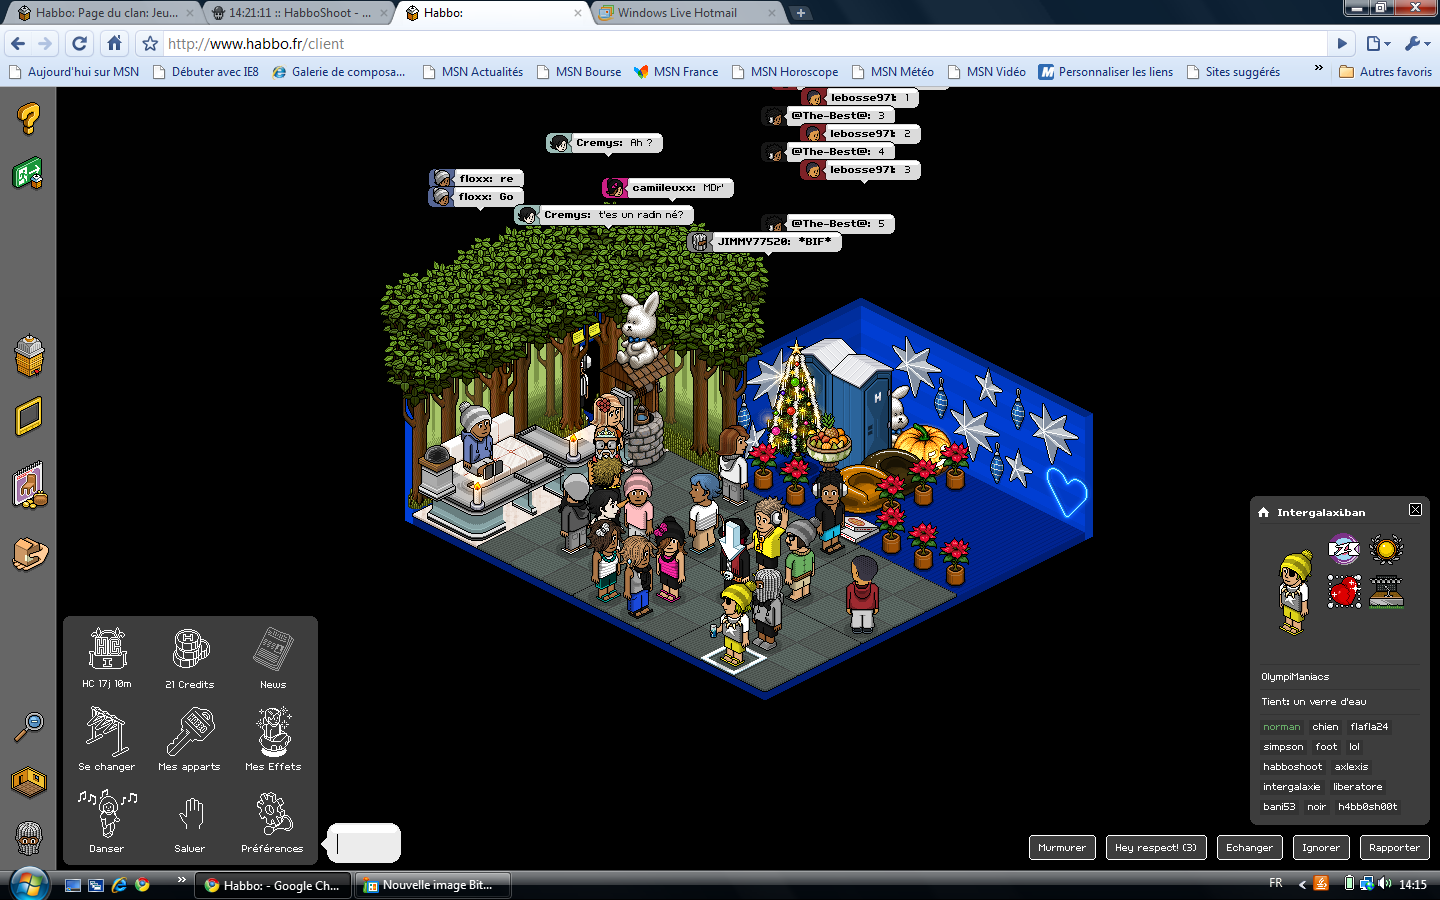 Habbo: Page du clan: Jeu...
14:21:11 :: HabboShoot - ...
Habbo:
Windows Live Hotmail
http://www.habbo.fr/client
Aujourd'hui sur MSN
Débuter avec IE8
Galerie de composa...
MSN Actualités
MSN Bourse
MSN France
MSN Horoscope
MSN Météo
MSN Vidéo
Personnaliser les liens
Sites suggérés
»
Autres favoris
lebosse971: 1
@The-Best@: 3
lebosse971: 2
@The-Best@: 4
lebosse971: 3
Cremys: Ah ?
floxx: re
floxx: Go
camiileuxx: MDr'
Cremys: t'es un radin né?
@The-Best@: 5
JIMMY77520: *BIF*
H
Intergalaxi.ban
OlympiManiacs
Tient: un verre d'eau
norman chien flafla24
simpson foot lol
habboshoot axlexis
intergalaxie liberatore
bani53 noir h4bb0sh00t
Murmurer
Hey respect! (3)
Echanger
Ignorer
Rapporter
HC 17j 10m
21 Credits
News
Se changer
Mes apparts
Mes Effets
Danser
Saluer
Préférences
»
Habbo: - Google Ch...
Nouvelle image Bit...
FR
14:15